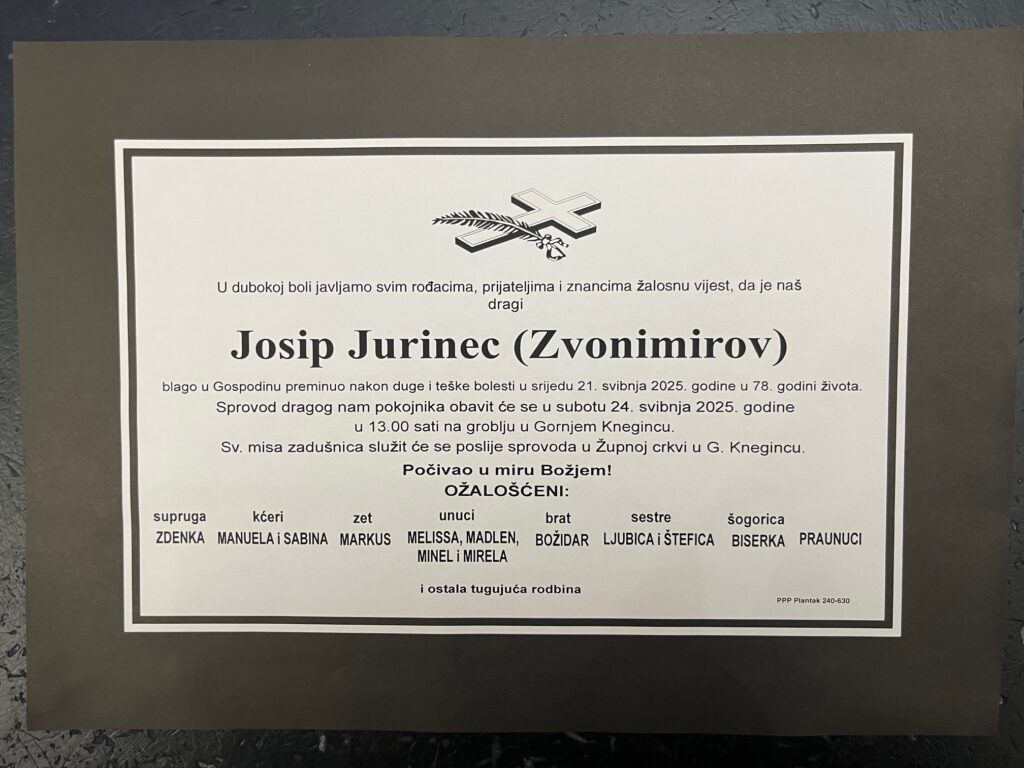 U dubokoj boli javljamo svim rođacima, prijateljima i znancima žalosnu vijest, da je naš
dragi
Josip Jurinec (Zvonimirov)
blago u Gospodinu preminuo nakon duge i teške bolesti u srijedu 21. svibnja 2025. godine u 78. godini života.
Sprovod dragog nam pokojnika obavit će se u subotu 24. svibnja 2025. godine
u 13.00 sati na groblju u Gornjem Knegincu.
Sv. misa zadušnica služit će se poslije sprovoda u Župnoj crkvi u G. Knegincu.
Počivao u miru Božjem!
OŽALOŠĆENI:
supruga kćeri zet unuci brat sestre šogorica
ZDENKA MANUELA i SABINA MARKUS MELISSA, MADLEN, BOŽIDAR LJUBICA i ŠTEFICA BISERKA PRAUNUCI
MINEL i MIRELA
i ostala tugujuća rodbina
PPP Plantak 240-630